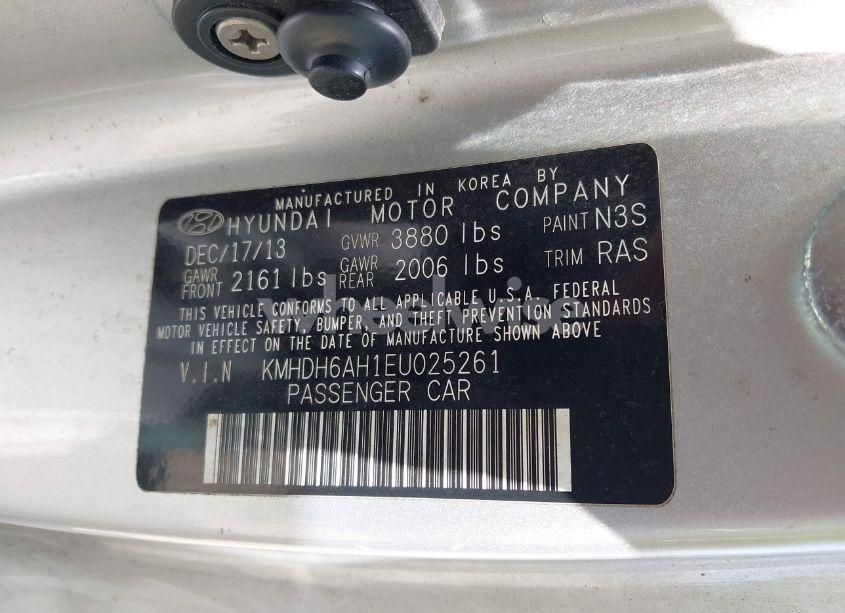 MANUFACTURED IN KOREA BY
HYUNDAI MOTOR COMPANY
DEC/17/13 GVWR 3880 lbs PAINT N3S
GAWR FRONT 2161 lbs GAWR REAR 2006 lbs TRIM RAS
THIS VEHICLE CONFORMS TO ALL APPLICABLE U.S.A. FEDERAL
MOTOR VEHICLE SAFETY, BUMPER, AND THEFT PREVENTION STANDARDS
IN EFFECT ON THE DATE OF MANUFACTURE SHOWN ABOVE
V.I.N KMHDH6AH1EU025261
PASSENGER CAR
wheelwise